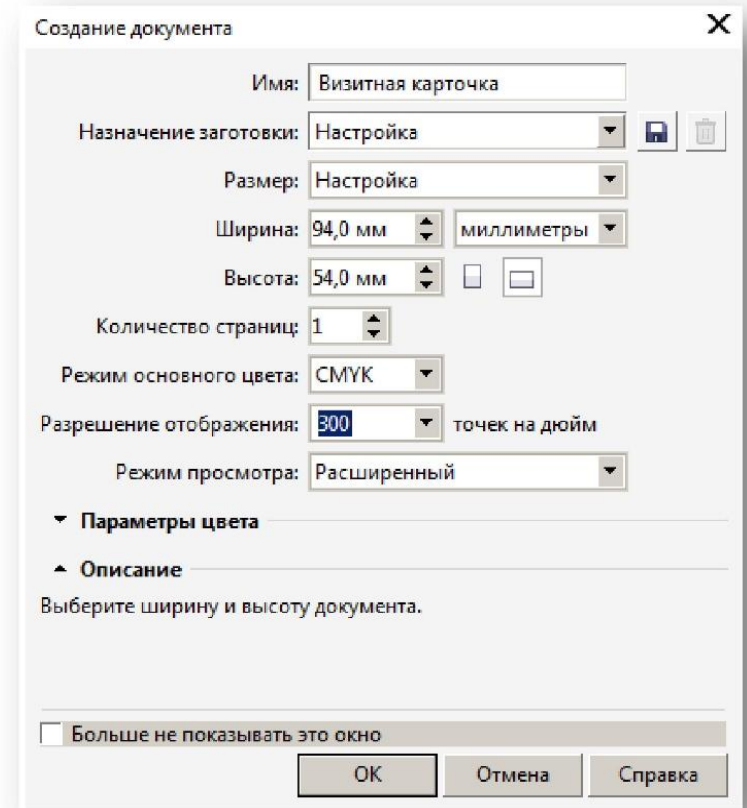 Создание документа
Имя: Визитная карточка
Назначение заготовки: Настройка
Размер: Настройка
Ширина: 94,0 мм миллиметры
Высота: 54,0 мм
Количество страниц: 1
Режим основного цвета: CMYK
Разрешение отображения: 300 точек на дюйм
Режим просмотра: Расширенный
Параметры цвета
Описание
Выберите ширину и высоту документа.
Больше не показывать это окно
ОК Отмена Справка